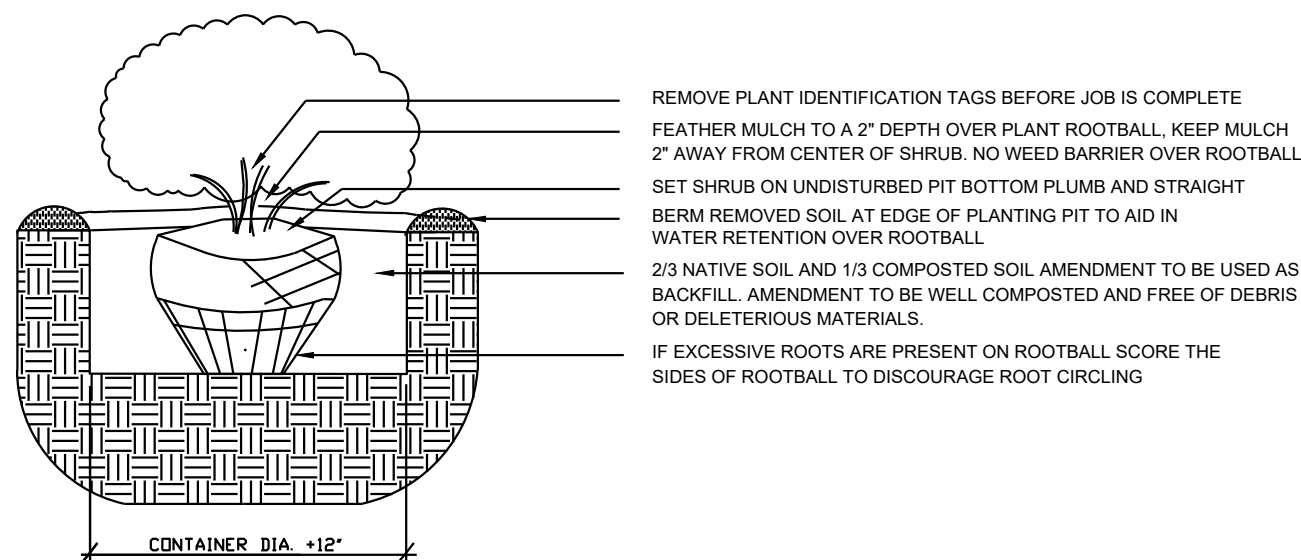 REMOVE PLANT IDENTIFICATION TAGS BEFORE JOB IS COMPLETE
FEATHER MULCH TO A 2" DEPTH OVER PLANT ROOTBALL, KEEP MULCH
2" AWAY FROM CENTER OF SHRUB. NO WEED BARRIER OVER ROOTBALL
SET SHRUB ON UNDISTURBED PIT BOTTOM PLUMB AND STRAIGHT
BERM REMOVED SOIL AT EDGE OF PLANTING PIT TO AID IN
WATER RETENTION OVER ROOTBALL
2/3 NATIVE SOIL AND 1/3 COMPOSTED SOIL AMENDMENT TO BE USED AS
BACKFILL. AMENDMENT TO BE WELL COMPOSTED AND FREE OF DEBRIS
OR DELETERIOUS MATERIALS.
IF EXCESSIVE ROOTS ARE PRESENT ON ROOTBALL SCORE THE
SIDES OF ROOTBALL TO DISCOURAGE ROOT CIRCLING
CONTAINER DIA. +12"